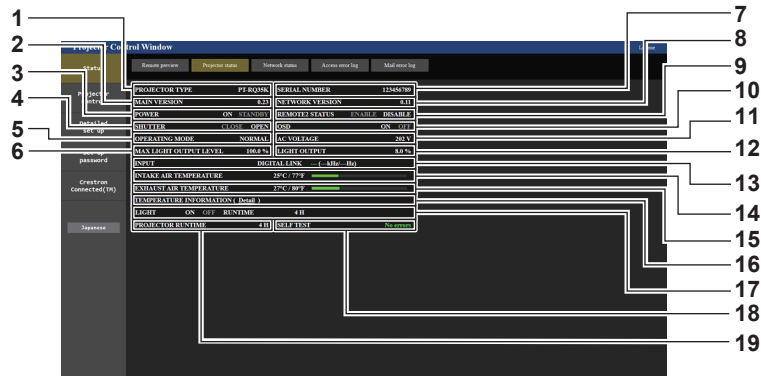 1
2
3
4
5
6
7
8
9
10
11
12
13
14
15
16
17
18
19
Projector Control Window
Status
Remote preview Projector status Network status Access error log Mail error log
PROJECTOR TYPE PT-RQ35K SERIAL NUMBER 123456789
MAIN VERSION 0.23 NETWORK VERSION 0.11
POWER ON STANDBY REMOTE2 STATUS ENABLE DISABLE
SHUTTER CLOSE OPEN OSD ON OFF
OPERATING MODE NORMAL AC VOLTAGE 202 V
MAX LIGHT OUTPUT LEVEL 100.0 % LIGHT OUTPUT 8.0 %
INPUT DIGITAL LINK --- (---kHz/---Hz)
INTAKE AIR TEMPERATURE 25°C / 77°F
EXHAUST AIR TEMPERATURE 27°C / 80°F
TEMPERATURE INFORMATION ( Detail )
LIGHT ON OFF RUNTIME 4 H
PROJECTOR RUNTIME 4 H SELF TEST No errors
Projector
control
Detailed
set up
password
Crestron
Connected(TM)
Japanese